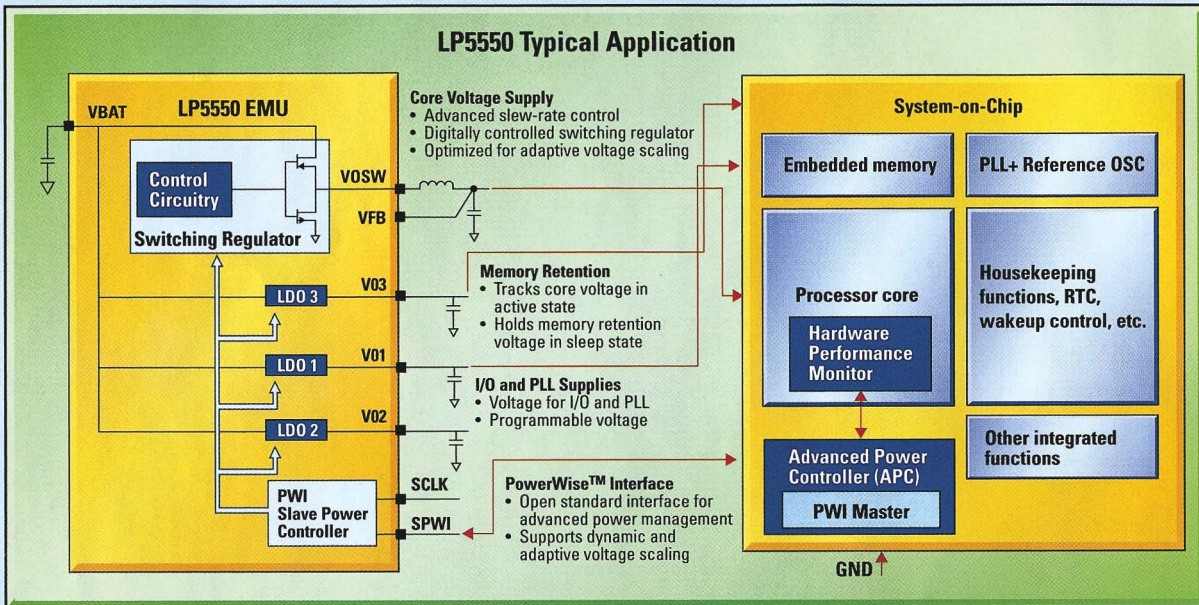 LP5550 Typical Application
LP5550 EMU
VBAT
Control
Circuitry
Switching Regulator
VOSW
VFB
LDO 3
V03
LDO 1
V01
LDO 2
V02
PWI
Slave Power
Controller
SCLK
SPWI
Core Voltage Supply
• Advanced slew-rate control
• Digitally controlled switching regulator
• Optimized for adaptive voltage scaling
Memory Retention
• Tracks core voltage in
active state
• Holds memory retention
voltage in sleep state
I/O and PLL Supplies
• Voltage for I/O and PLL
• Programmable voltage
PowerWise™ Interface
• Open standard interface for
advanced power management
• Supports dynamic and
adaptive voltage scaling
System-on-Chip
Embedded memory
PLL+ Reference OSC
Processor core
Hardware
Performance
Monitor
Housekeeping
functions, RTC,
wakeup control, etc.
Advanced Power
Controller (APC)
PWI Master
Other integrated
functions
GND